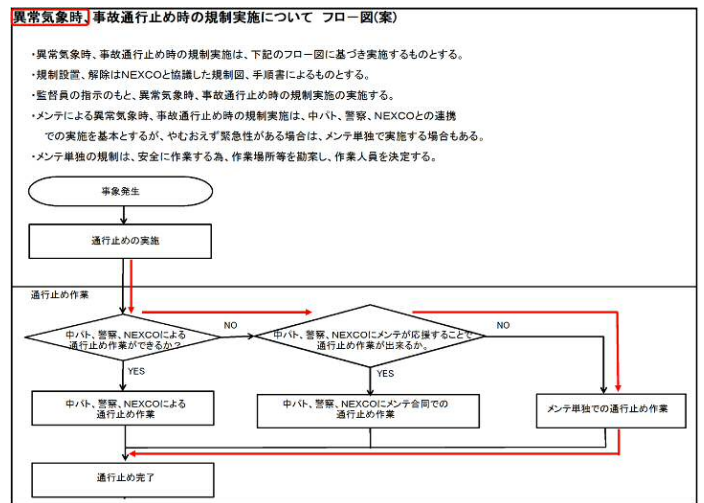 異常気象時、事故通行止め時の規制実施について フロー図(案)
・異常気象時、事故通行止め時の規制実施は、下記のフロー図に基づき実施するものとする。
・規制設置、解除はNEXCOと協議した規制図、手順書によるものとする。
・監督員の指示のもと、異常気象時、事故通行止め時の規制実施の実施する。
・メンテによる異常気象時、事故通行止め時の規制実施は、中パト、警察、NEXCOとの連携
での実施を基本とするが、やむおえず緊急性がある場合は、メンテ単独で実施する場合もある。
・メンテ単独の規制は、安全に作業する為、作業場所等を勘案し、作業人員を決定する。
事象発生
通行止めの実施
通行止め作業
中パト、警察、NEXCOによる
通行止め作業ができるか?
NO
中パト、警察、NEXCOにメンテが応援することで
通行止め作業が出来るか。
NO
YES
YES
中パト、警察、NEXCOによる
通行止め作業
中パト、警察、NEXCOにメンテ合同での
通行止め作業
メンテ単独での通行止め作業
通行止め完了